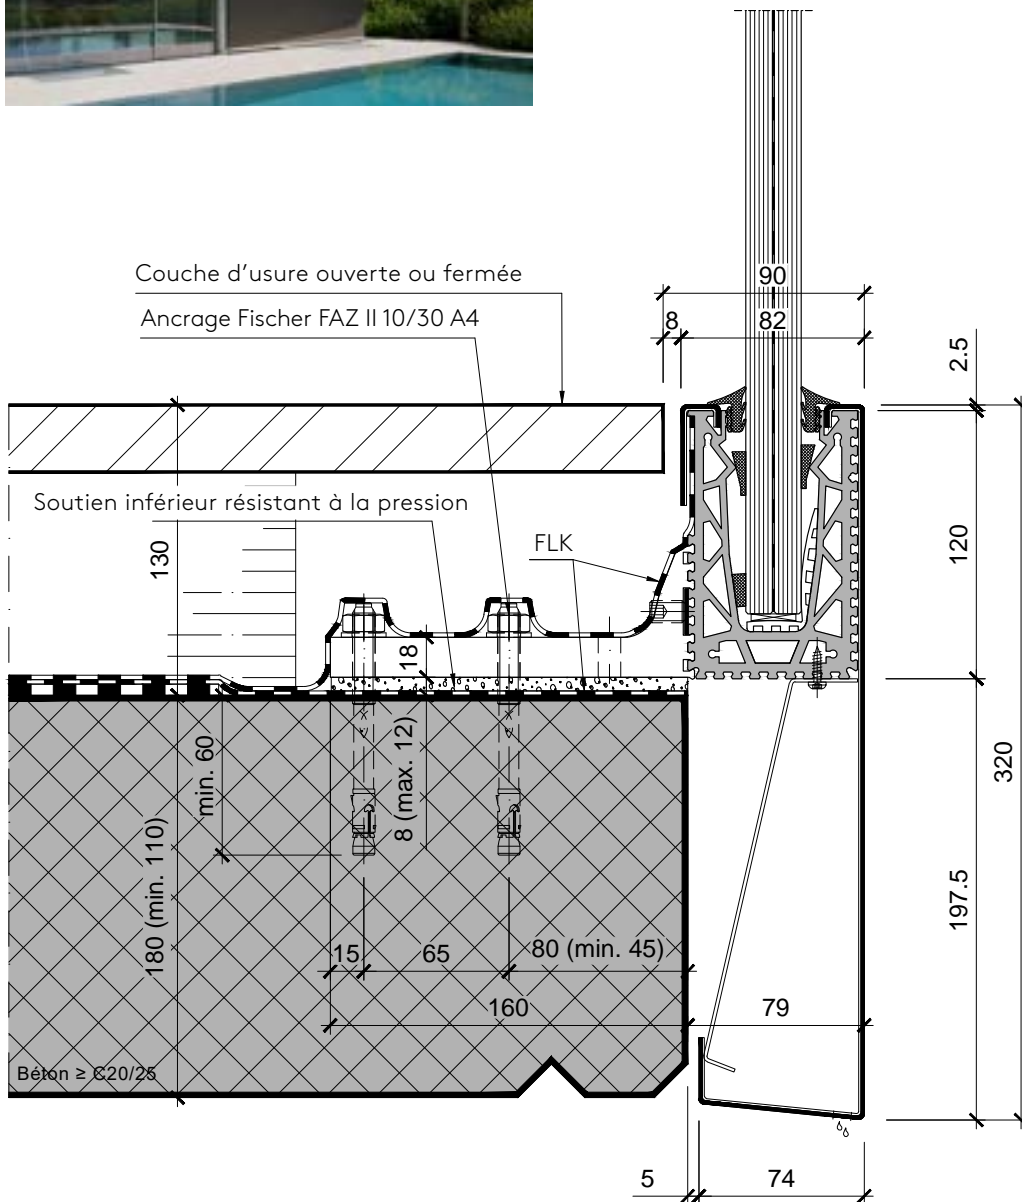 Couche d'usure ouverte ou fermée
90
Ancrage Fischer FAZ II 10/30 A4
8
82
2.5
Soutien inférieur résistant à la pression
130
FLK
120
18
320
min. 60
8 (max. 12)
180 (min. 110)
197.5
15
65
80 (min. 45)
160
79
Béton ≥ C20/25
5
74